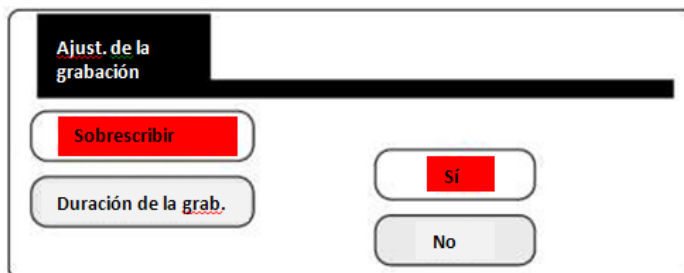 Ajust. de la
grabación
Sobrescribir
Sí
Duración de la grab.
No